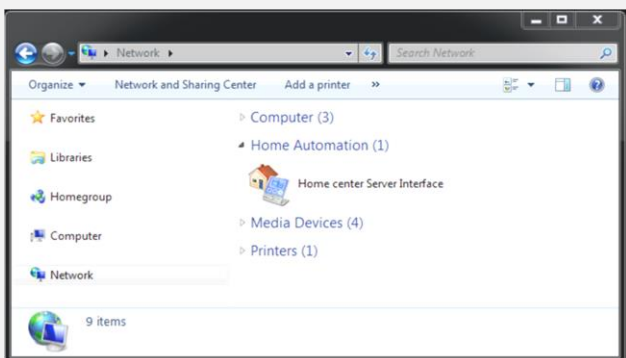 Network
Search Network
Organize Network and Sharing Center Add a printer »
Favorites
Libraries
Homegroup
Computer
Network
Computer (3)
Home Automation (1)
Home center Server Interface
Media Devices (4)
Printers (1)
9 items